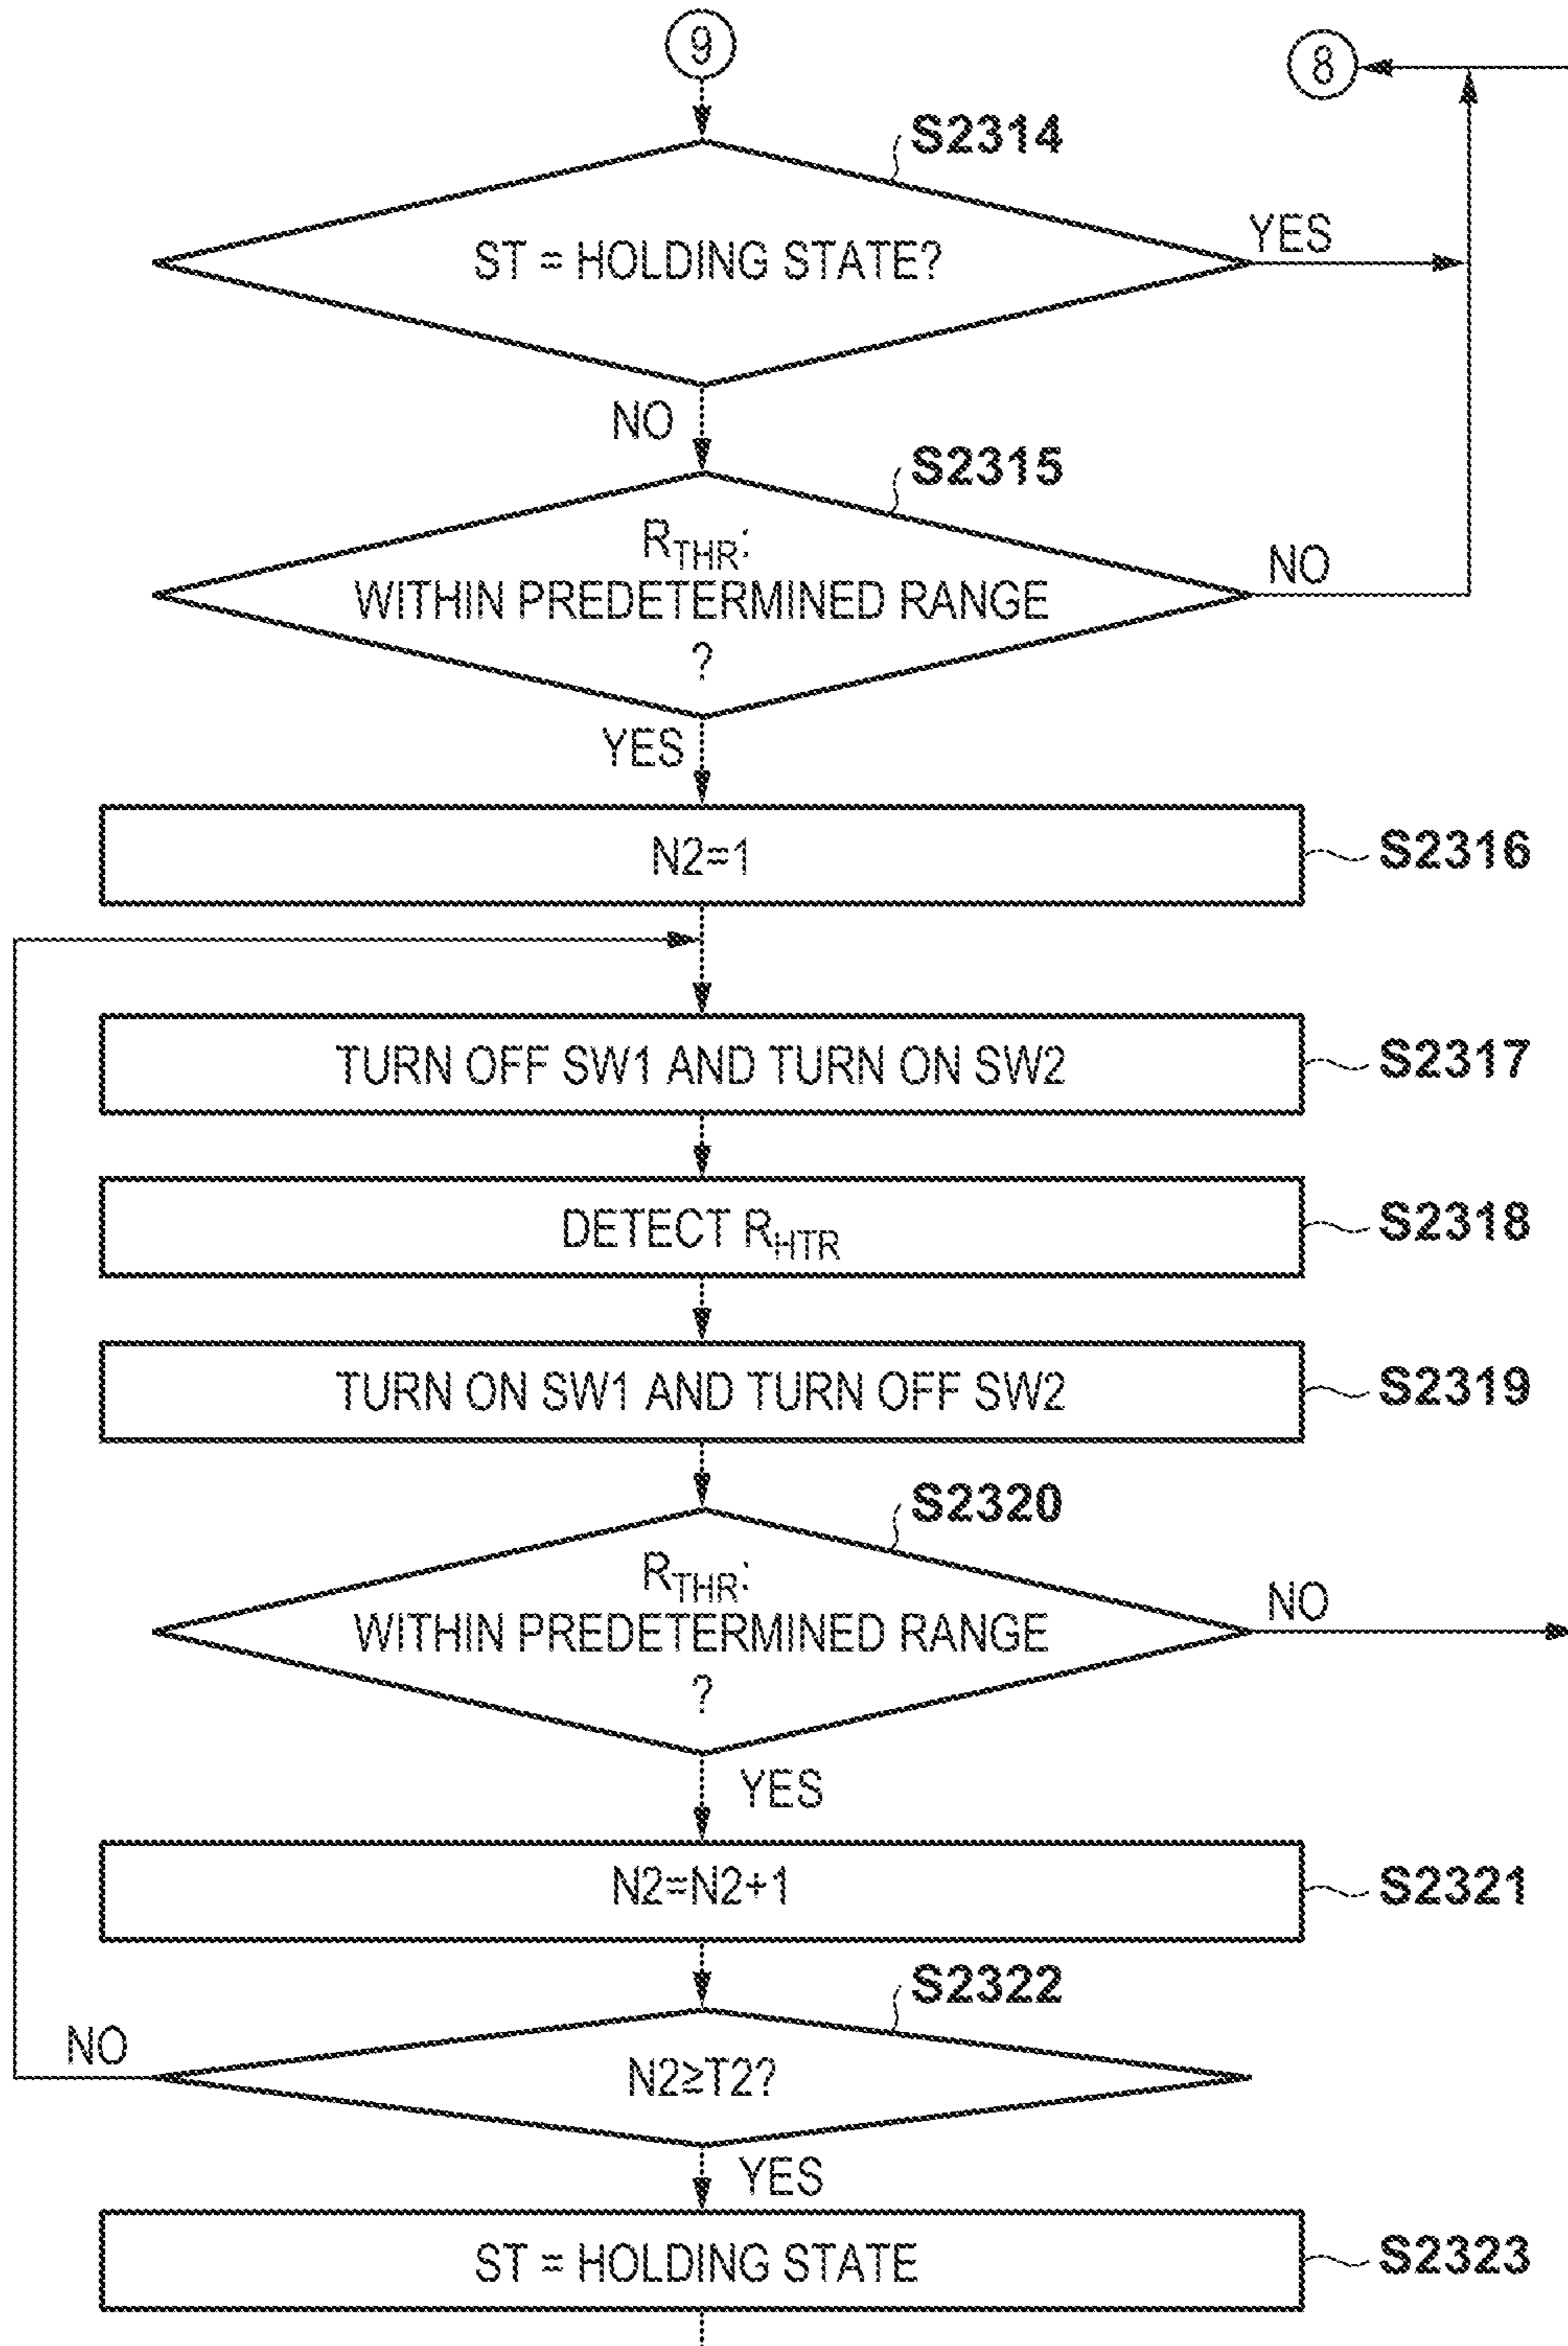 9
8
S2314
ST = HOLDING STATE?
YES
NO
S2315
RTHR:
WITHIN PREDETERMINED RANGE
?
NO
YES
N2=1
S2316
TURN OFF SW1 AND TURN ON SW2
S2317
DETECT RHTR
S2318
TURN ON SW1 AND TURN OFF SW2
S2319
S2320
RTHR:
WITHIN PREDETERMINED RANGE
?
NO
YES
N2=N2+1
S2321
S2322
NO
N2≥T2?
YES
ST = HOLDING STATE
S2323